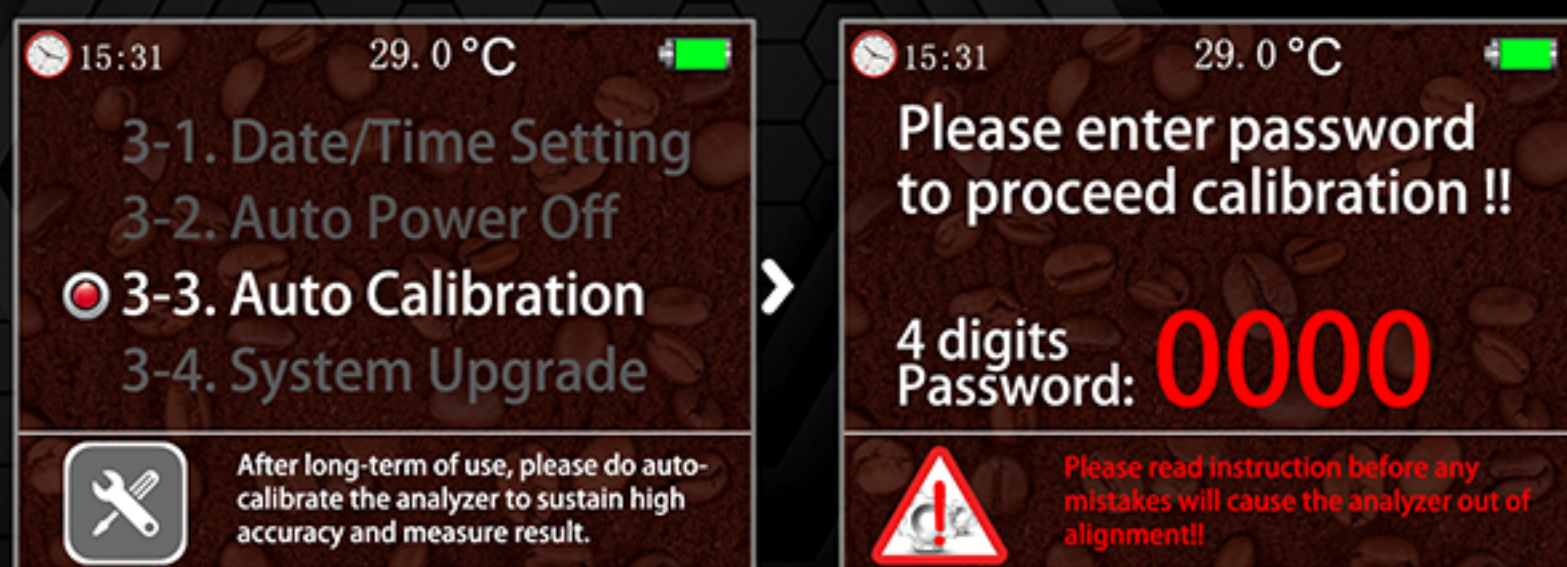 15:31
29. 0 °C
3-1. Date/Time Setting
3-2. Auto Power Off
3-3. Auto Calibration
3-4. System Upgrade
After long-term of use, please do auto-
calibrate the analyzer to sustain high
accuracy and measure result.
15:31
29. 0 °C
Please enter password
to proceed calibration !!
4 digits
Password: 0000
Please read instruction before any
mistakes will cause the analyzer out of
alignment!!